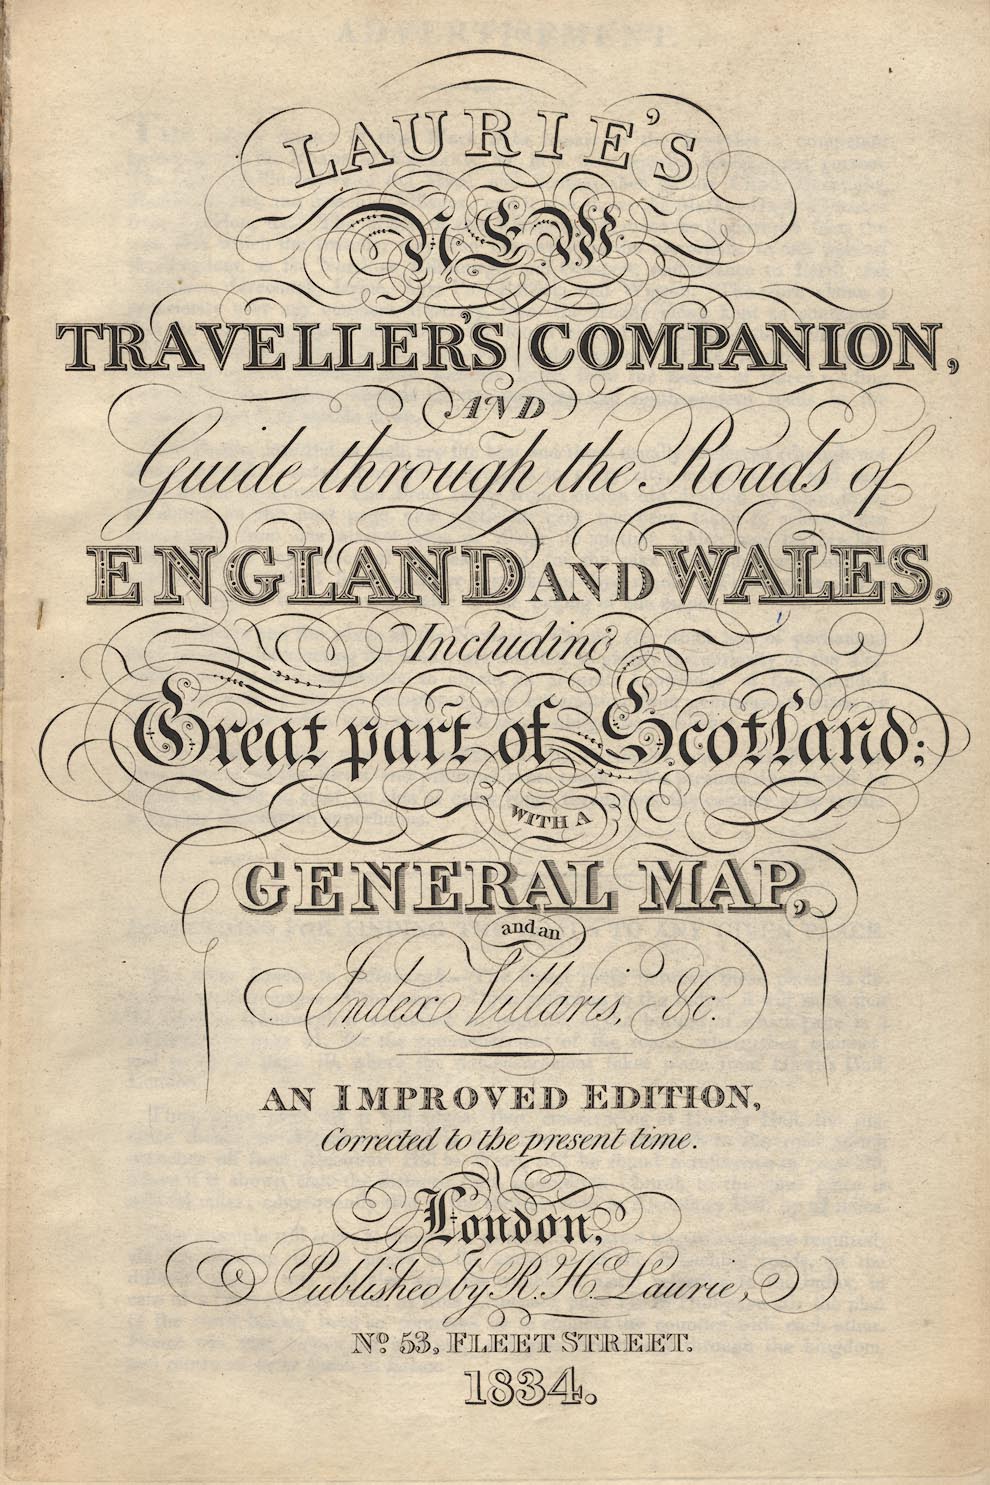 LAURIE'S
NEW
TRAVELLER'S COMPANION,
AND
Guide through the Roads of
ENGLAND AND WALES,
Including
Great part of Scotland;
WITH A
GENERAL MAP,
and an
Index Villaris, &c.
AN IMPROVED EDITION,
Corrected to the present time.
London,
Published by R. H. Laurie,
No. 53, FLEET STREET.
1834.